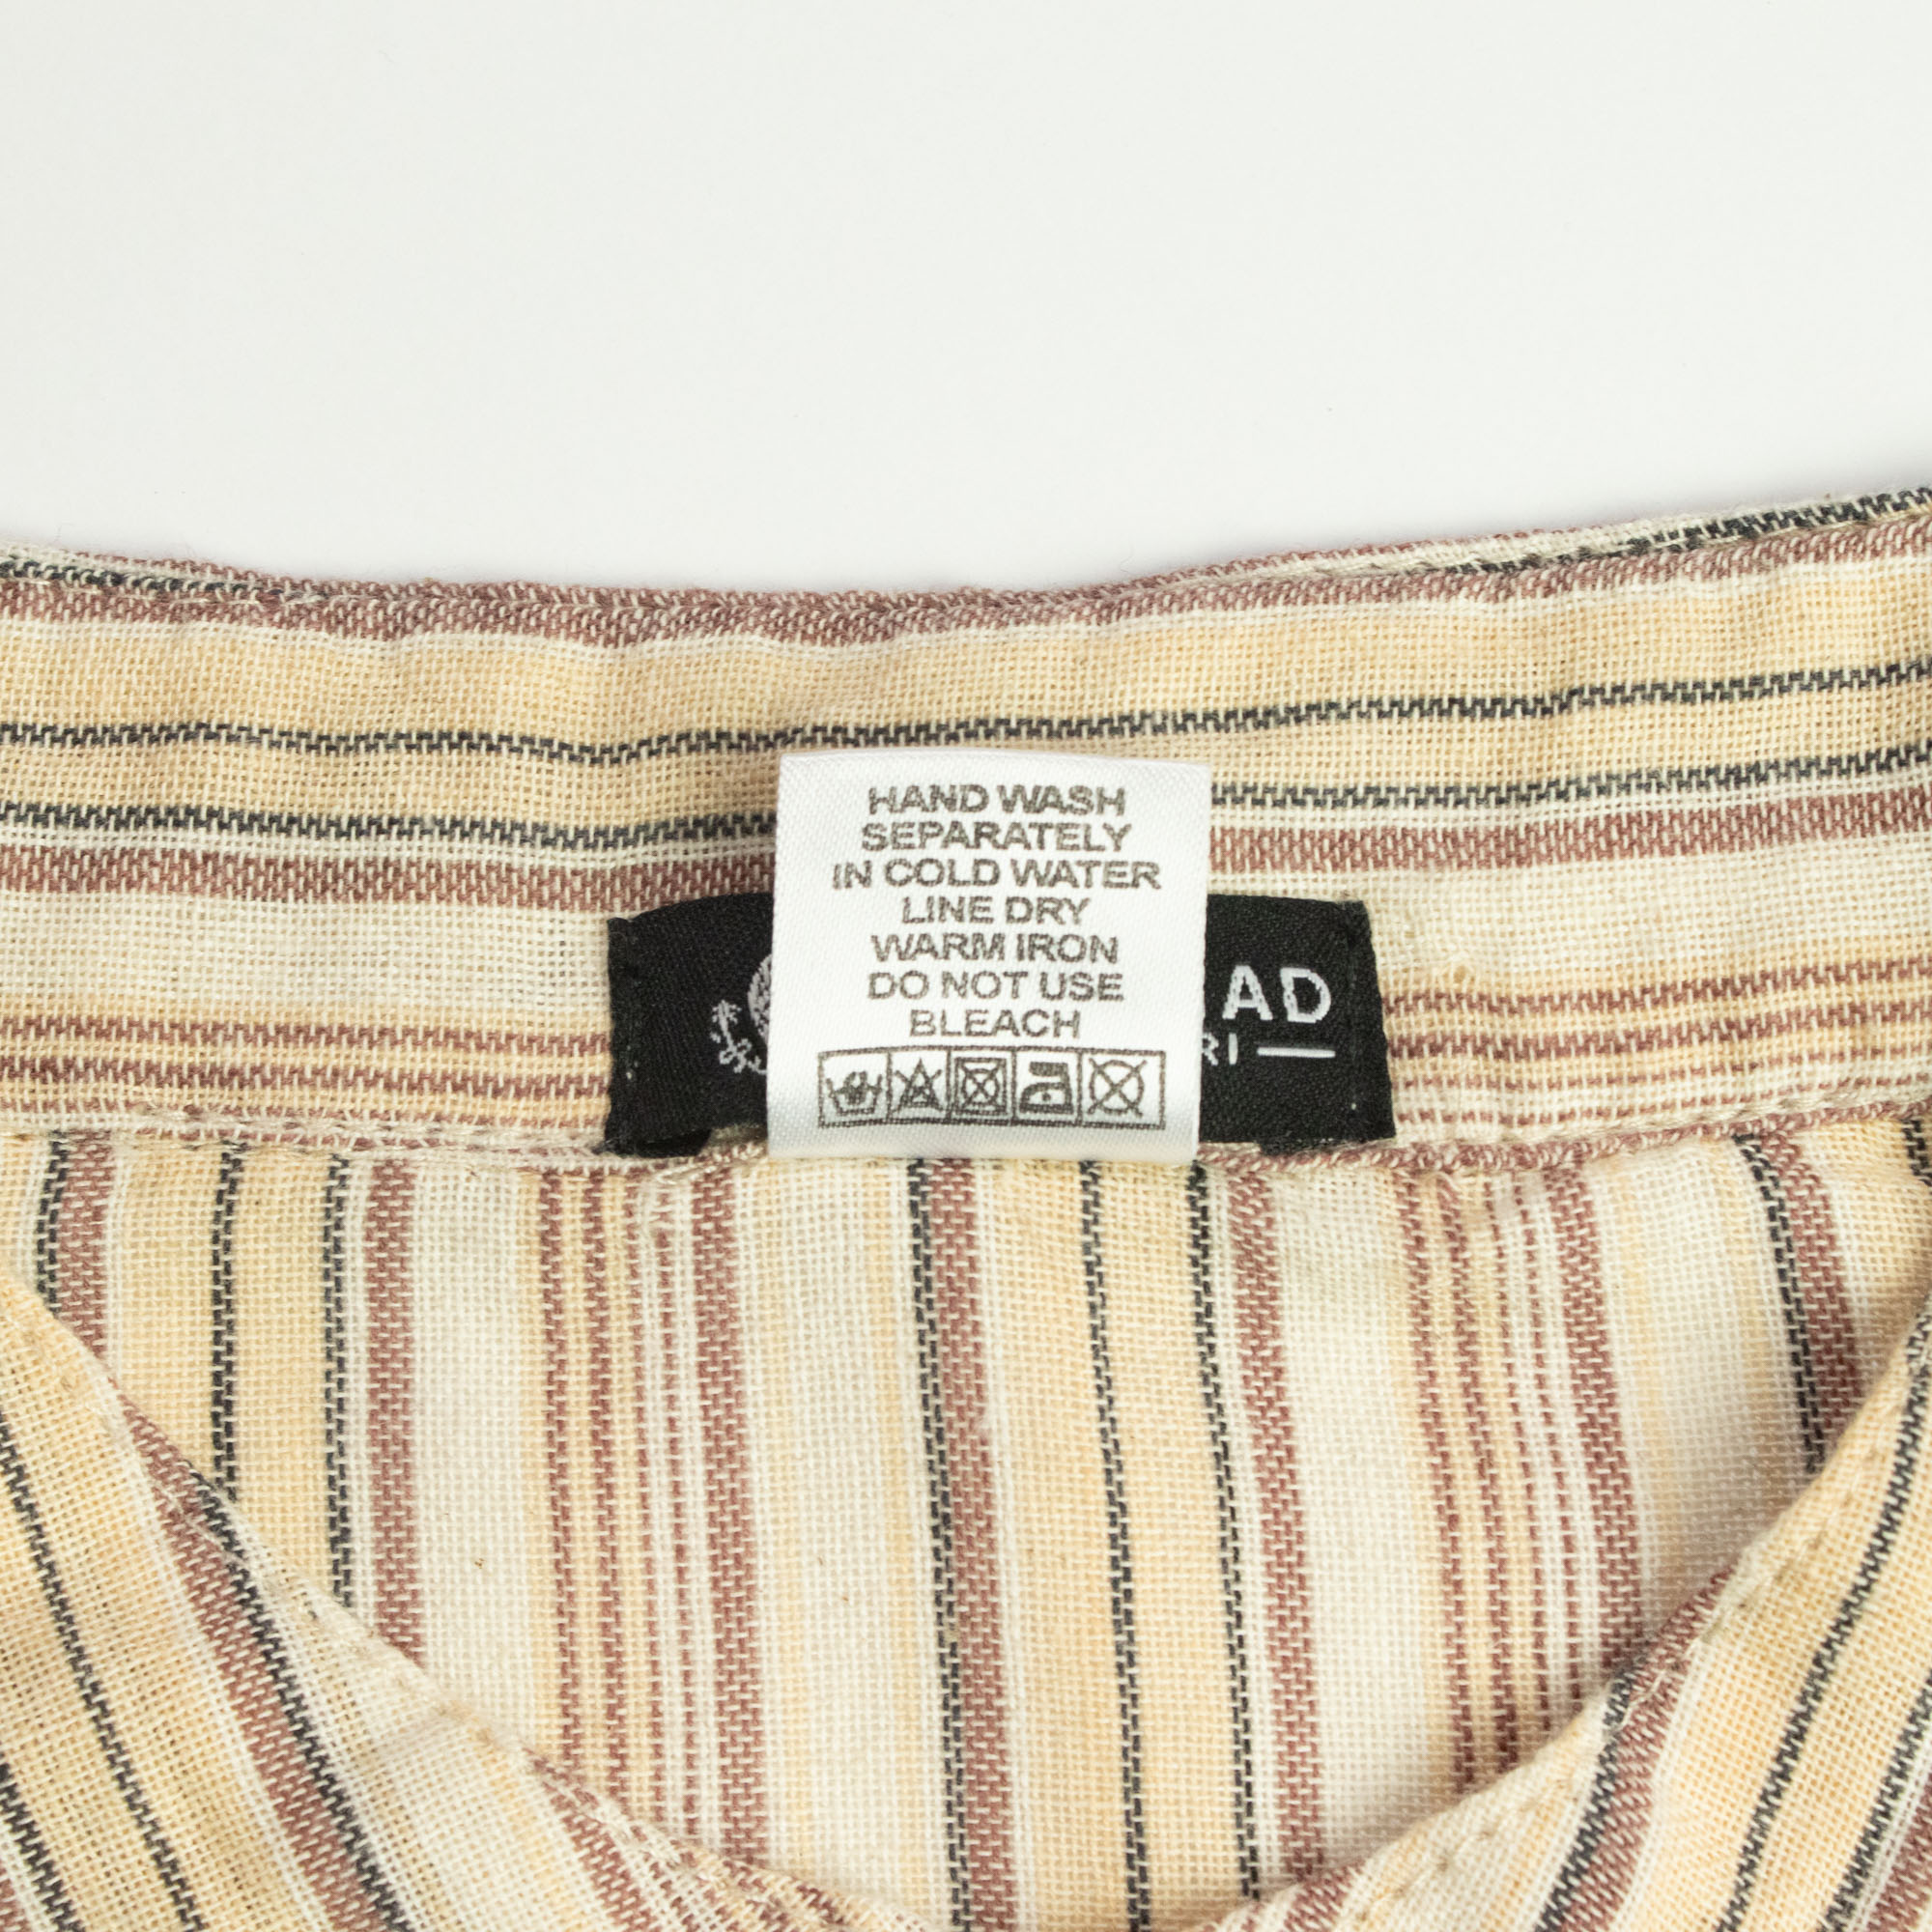 HAND WASH
SEPARATELY
IN COLD WATER
LINE DRY
WARM IRON
DO NOT USE
BLEACH